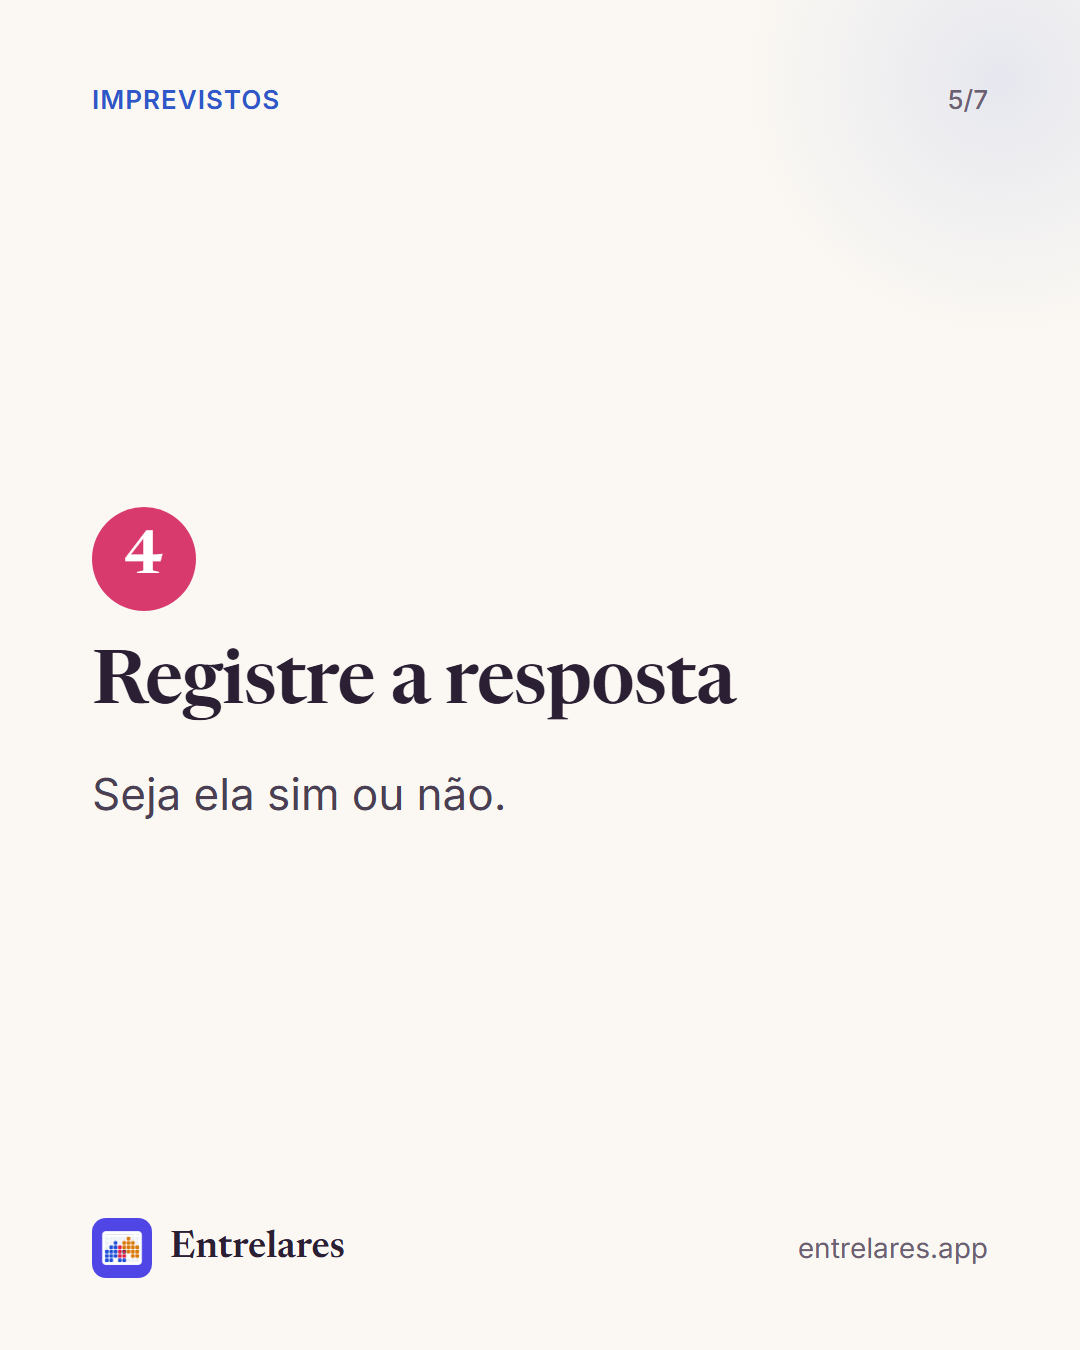 IMPREVISTOS
5/7
4
Registre a resposta
Seja ela sim ou não.
Entrelares
entrelares.app